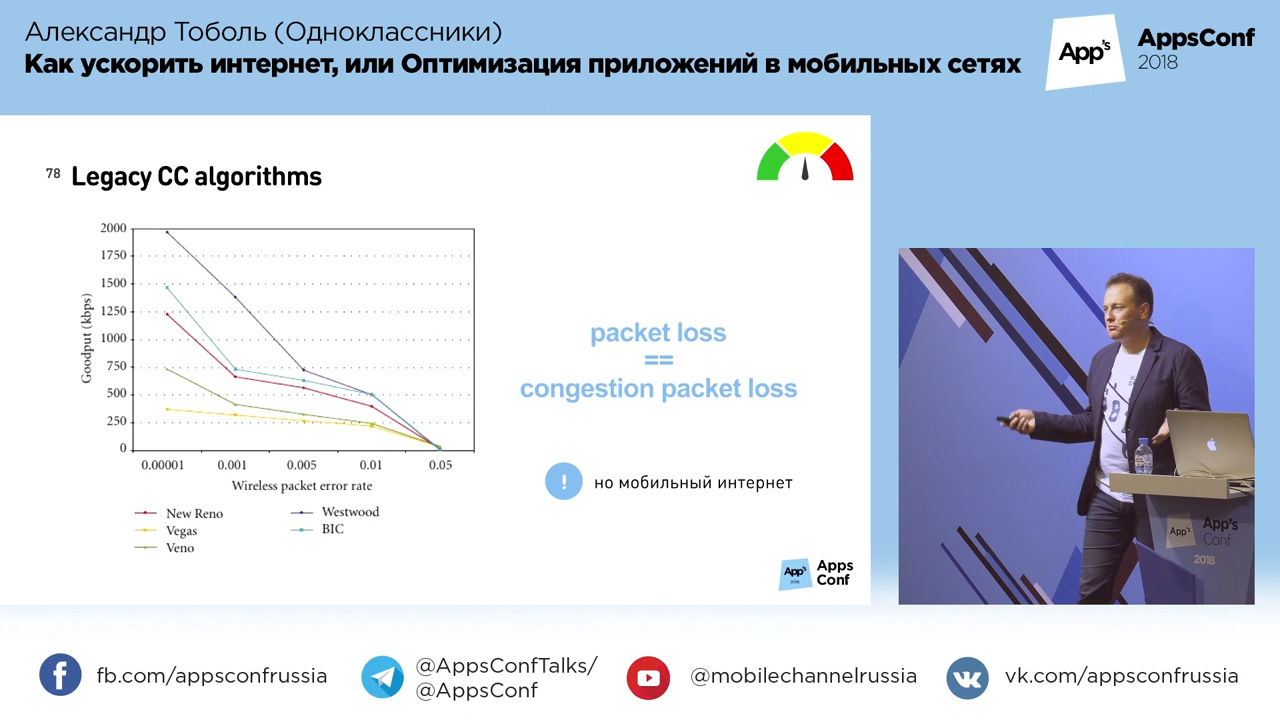 Александр Тоболь (Одноклассники)
Как ускорить интернет, или Оптимизация приложений в мобильных сетях
App's
AppsConf
2018
78 Legacy CC algorithms
2000
1750
1500
1250
1000
750
500
250
0
Goodput (kbps)
0.00001 0.001 0.005 0.01 0.05
Wireless packet error rate
New Reno
Vegas
Veno
Westwood
BIC
packet loss
==
congestion packet loss
! но мобильный интернет
App's
2018
Apps
Conf
App's
App's
Conf
2018
fb.com/appsconfrussia
@AppsConfTalks/
@AppsConf
@mobilechannelrussia
vk.com/appsconfrussia